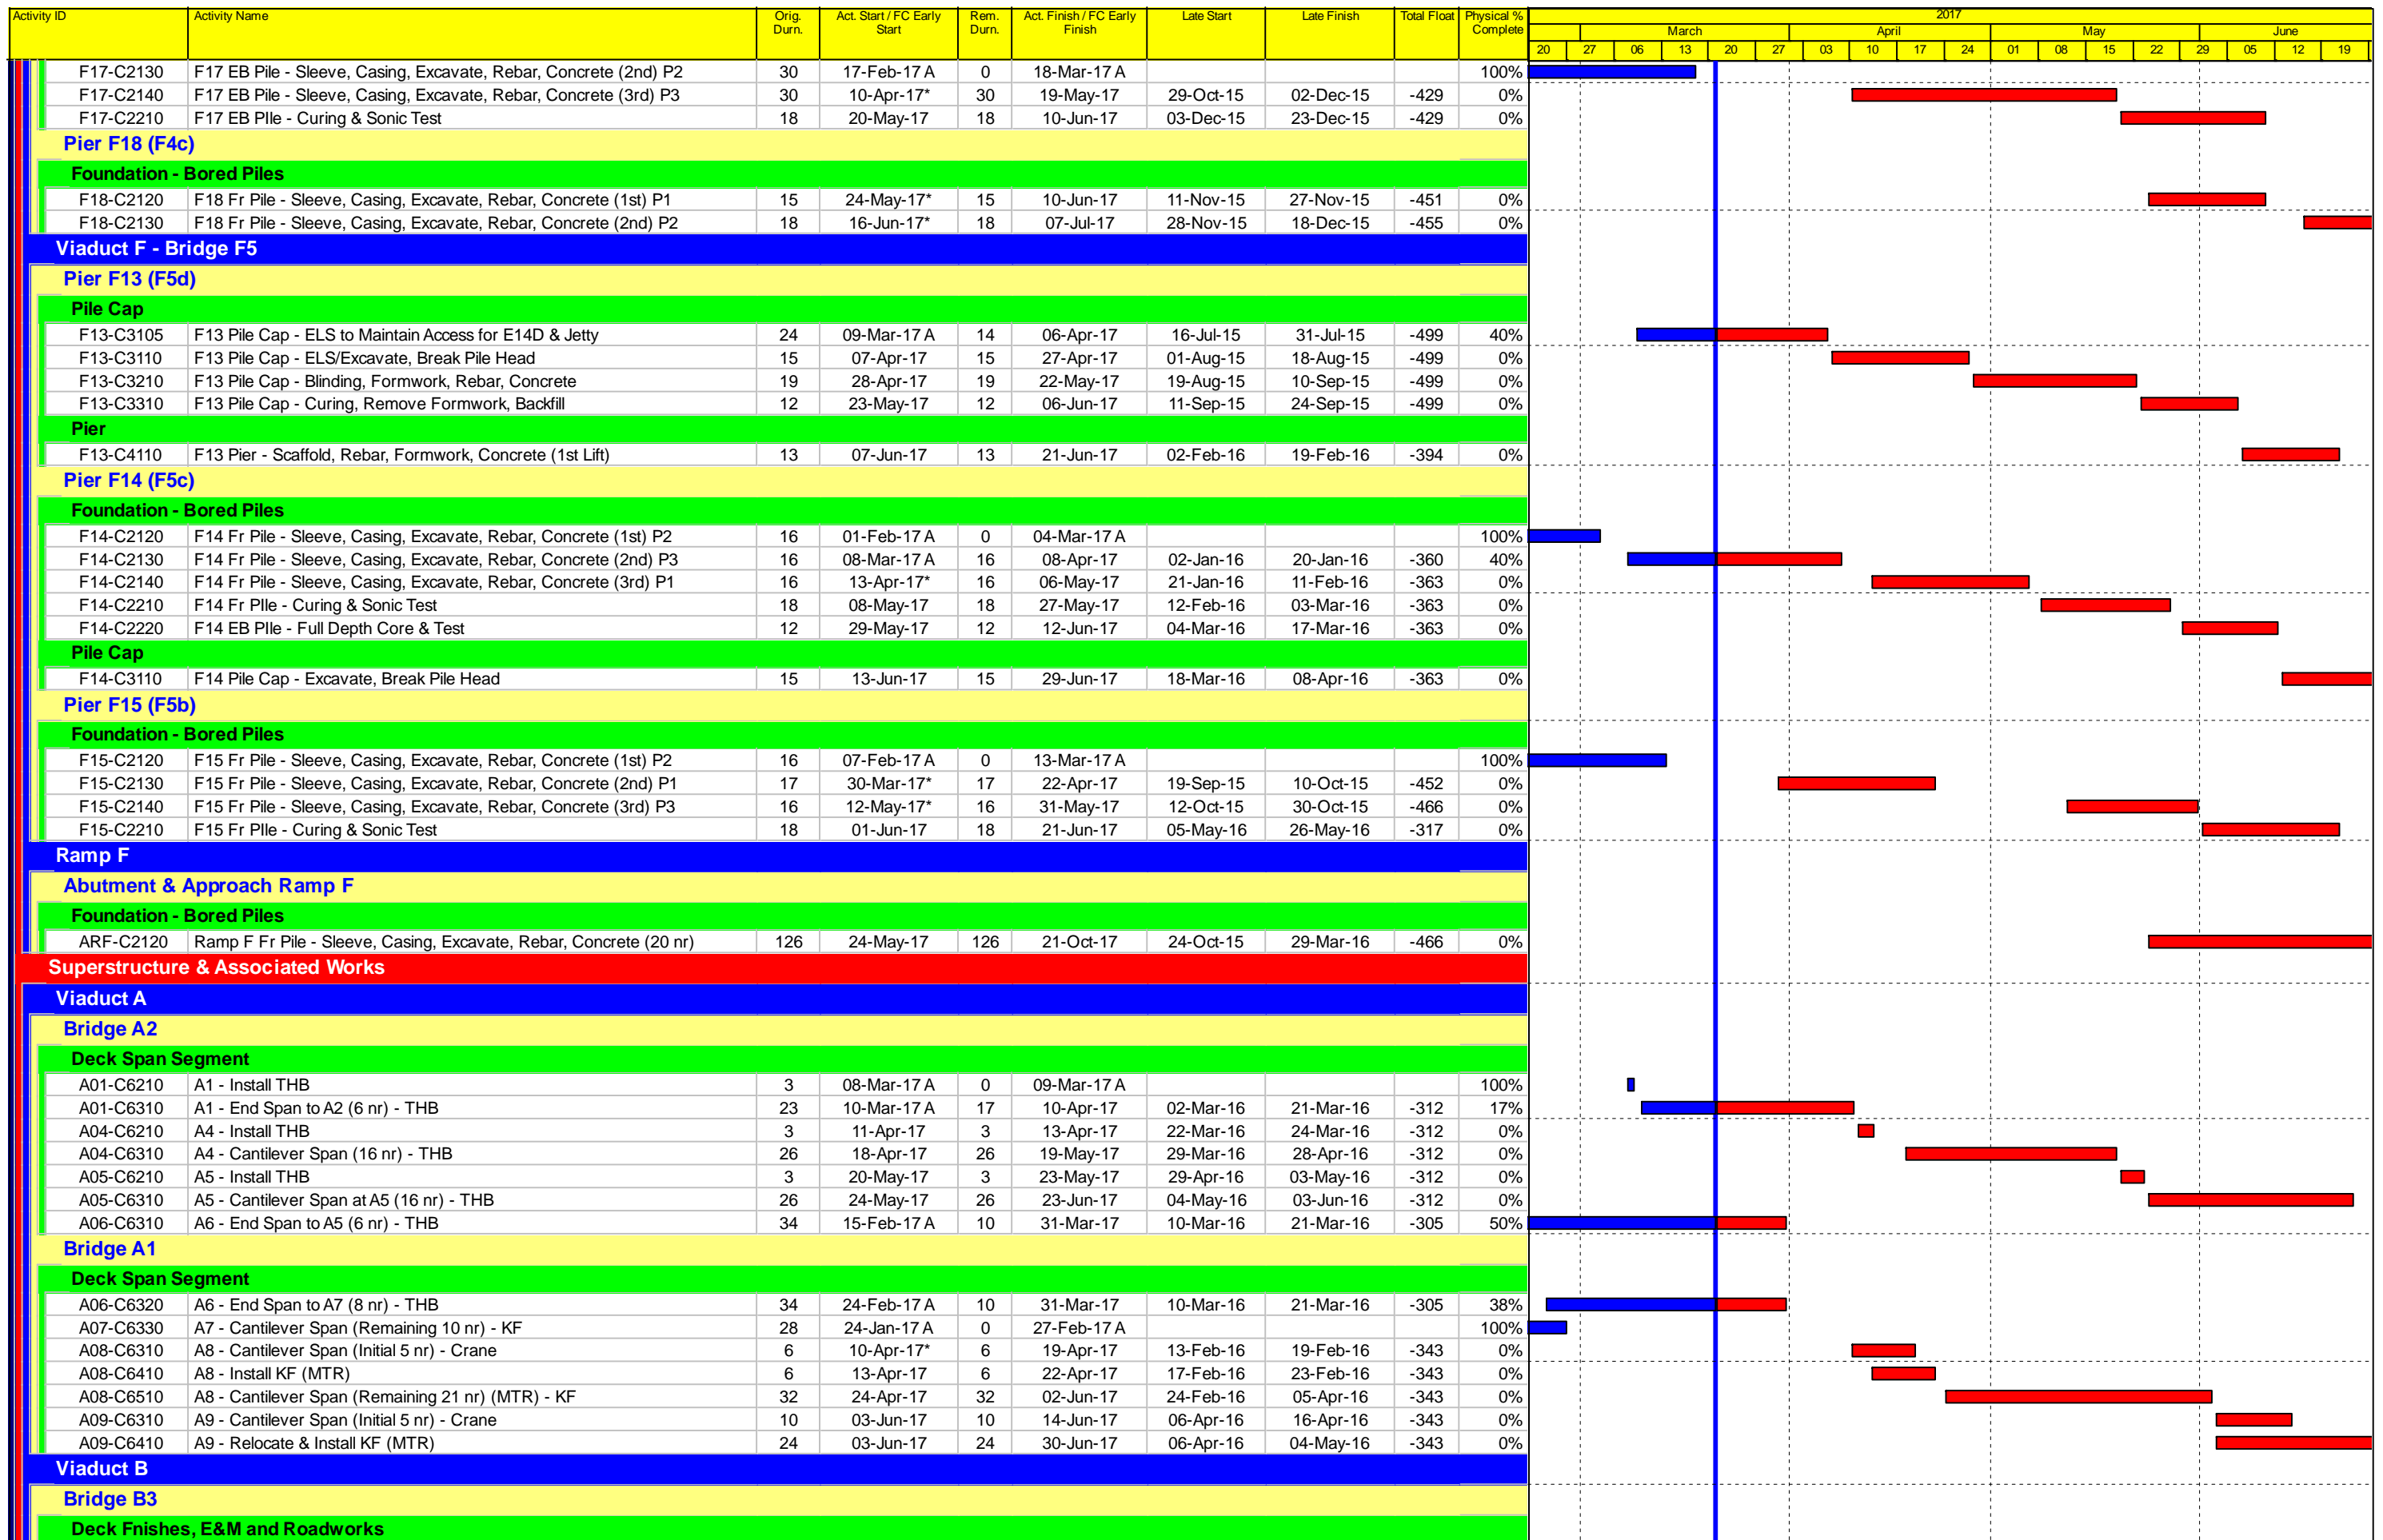 Activity ID Activity Name Orig. Durn. Act. Start / FC Early Start Rem. Durn. Act. Finish / FC Early Finish Late Start Late Finish Total Float Physical % Complete 2017
March April May June
20 27 06 13 20 27 03 10 17 24 01 08 15 22 29 05 12 19
F17-C2130 F17 EB Pile - Sleeve, Casing, Excavate, Rebar, Concrete (2nd) P2 30 17-Feb-17 A 0 18-Mar-17 A 100%
F17-C2140 F17 EB Pile - Sleeve, Casing, Excavate, Rebar, Concrete (3rd) P3 30 10-Apr-17* 30 19-May-17 29-Oct-15 02-Dec-15 -429 0%
F17-C2210 F17 EB PIle - Curing & Sonic Test 18 20-May-17 18 10-Jun-17 03-Dec-15 23-Dec-15 -429 0%
Pier F18 (F4c)
Foundation - Bored Piles
F18-C2120 F18 Fr Pile - Sleeve, Casing, Excavate, Rebar, Concrete (1st) P1 15 24-May-17* 15 10-Jun-17 11-Nov-15 27-Nov-15 -451 0%
F18-C2130 F18 Fr Pile - Sleeve, Casing, Excavate, Rebar, Concrete (2nd) P2 18 16-Jun-17* 18 07-Jul-17 28-Nov-15 18-Dec-15 -455 0%
Viaduct F - Bridge F5
Pier F13 (F5d)
Pile Cap
F13-C3105 F13 Pile Cap - ELS to Maintain Access for E14D & Jetty 24 09-Mar-17 A 14 06-Apr-17 16-Jul-15 31-Jul-15 -499 40%
F13-C3110 F13 Pile Cap - ELS/Excavate, Break Pile Head 15 07-Apr-17 15 27-Apr-17 01-Aug-15 18-Aug-15 -499 0%
F13-C3210 F13 Pile Cap - Blinding, Formwork, Rebar, Concrete 19 28-Apr-17 19 22-May-17 19-Aug-15 10-Sep-15 -499 0%
F13-C3310 F13 Pile Cap - Curing, Remove Formwork, Backfill 12 23-May-17 12 06-Jun-17 11-Sep-15 24-Sep-15 -499 0%
Pier
F13-C4110 F13 Pier - Scaffold, Rebar, Formwork, Concrete (1st Lift) 13 07-Jun-17 13 21-Jun-17 02-Feb-16 19-Feb-16 -394 0%
Pier F14 (F5c)
Foundation - Bored Piles
F14-C2120 F14 Fr Pile - Sleeve, Casing, Excavate, Rebar, Concrete (1st) P2 16 01-Feb-17 A 0 04-Mar-17 A 100%
F14-C2130 F14 Fr Pile - Sleeve, Casing, Excavate, Rebar, Concrete (2nd) P3 16 08-Mar-17 A 16 08-Apr-17 02-Jan-16 20-Jan-16 -360 40%
F14-C2140 F14 Fr Pile - Sleeve, Casing, Excavate, Rebar, Concrete (3rd) P1 16 13-Apr-17* 16 06-May-17 21-Jan-16 11-Feb-16 -363 0%
F14-C2210 F14 Fr PIle - Curing & Sonic Test 18 08-May-17 18 27-May-17 12-Feb-16 03-Mar-16 -363 0%
F14-C2220 F14 EB PIle - Full Depth Core & Test 12 29-May-17 12 12-Jun-17 04-Mar-16 17-Mar-16 -363 0%
Pile Cap
F14-C3110 F14 Pile Cap - Excavate, Break Pile Head 15 13-Jun-17 15 29-Jun-17 18-Mar-16 08-Apr-16 -363 0%
Pier F15 (F5b)
Foundation - Bored Piles
F15-C2120 F15 Fr Pile - Sleeve, Casing, Excavate, Rebar, Concrete (1st) P2 16 07-Feb-17 A 0 13-Mar-17 A 100%
F15-C2130 F15 Fr Pile - Sleeve, Casing, Excavate, Rebar, Concrete (2nd) P1 17 30-Mar-17* 17 22-Apr-17 19-Sep-15 10-Oct-15 -452 0%
F15-C2140 F15 Fr Pile - Sleeve, Casing, Excavate, Rebar, Concrete (3rd) P3 16 12-May-17* 16 31-May-17 12-Oct-15 30-Oct-15 -466 0%
F15-C2210 F15 Fr PIle - Curing & Sonic Test 18 01-Jun-17 18 21-Jun-17 05-May-16 26-May-16 -317 0%
Ramp F
Abutment & Approach Ramp F
Foundation - Bored Piles
ARF-C2120 Ramp F Fr Pile - Sleeve, Casing, Excavate, Rebar, Concrete (20 nr) 126 24-May-17 126 21-Oct-17 24-Oct-15 29-Mar-16 -466 0%
Superstructure & Associated Works
Viaduct A
Bridge A2
Deck Span Segment
A01-C6210 A1 - Install THB 3 08-Mar-17 A 0 09-Mar-17 A 100%
A01-C6310 A1 - End Span to A2 (6 nr) - THB 23 10-Mar-17 A 17 10-Apr-17 02-Mar-16 21-Mar-16 -312 17%
A04-C6210 A4 - Install THB 3 11-Apr-17 3 13-Apr-17 22-Mar-16 24-Mar-16 -312 0%
A04-C6310 A4 - Cantilever Span (16 nr) - THB 26 18-Apr-17 26 19-May-17 29-Mar-16 28-Apr-16 -312 0%
A05-C6210 A5 - Install THB 3 20-May-17 3 23-May-17 29-Apr-16 03-May-16 -312 0%
A05-C6310 A5 - Cantilever Span at A5 (16 nr) - THB 26 24-May-17 26 23-Jun-17 04-May-16 03-Jun-16 -312 0%
A06-C6310 A6 - End Span to A5 (6 nr) - THB 34 15-Feb-17 A 10 31-Mar-17 10-Mar-16 21-Mar-16 -305 50%
Bridge A1
Deck Span Segment
A06-C6320 A6 - End Span to A7 (8 nr) - THB 34 24-Feb-17 A 10 31-Mar-17 10-Mar-16 21-Mar-16 -305 38%
A07-C6330 A7 - Cantilever Span (Remaining 10 nr) - KF 28 24-Jan-17 A 0 27-Feb-17 A 100%
A08-C6310 A8 - Cantilever Span (Initial 5 nr) - Crane 6 10-Apr-17* 6 19-Apr-17 13-Feb-16 19-Feb-16 -343 0%
A08-C6410 A8 - Install KF (MTR) 6 13-Apr-17 6 22-Apr-17 17-Feb-16 23-Feb-16 -343 0%
A08-C6510 A8 - Cantilever Span (Remaining 21 nr) (MTR) - KF 32 24-Apr-17 32 02-Jun-17 24-Feb-16 05-Apr-16 -343 0%
A09-C6310 A9 - Cantilever Span (Initial 5 nr) - Crane 10 03-Jun-17 10 14-Jun-17 06-Apr-16 16-Apr-16 -343 0%
A09-C6410 A9 - Relocate & Install KF (MTR) 24 03-Jun-17 24 30-Jun-17 06-Apr-16 04-May-16 -343 0%
Viaduct B
Bridge B3
Deck Fnishes, E&M and Roadworks